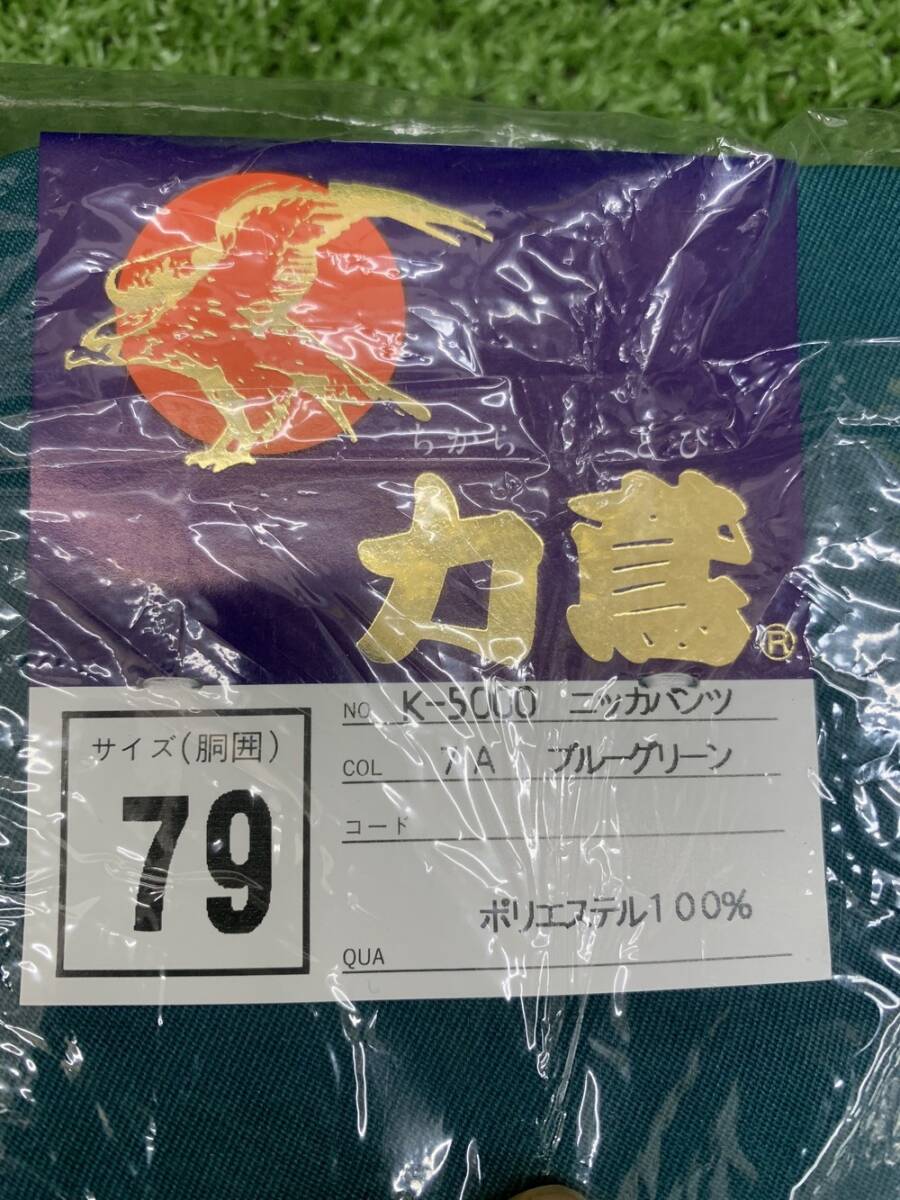 ちから とび
力鳶®
サイズ(胴囲)
79
NO K-5000 ニッカパンツ
COL 7A ブルーグリーン
コード
ポリエステル100%
QUA